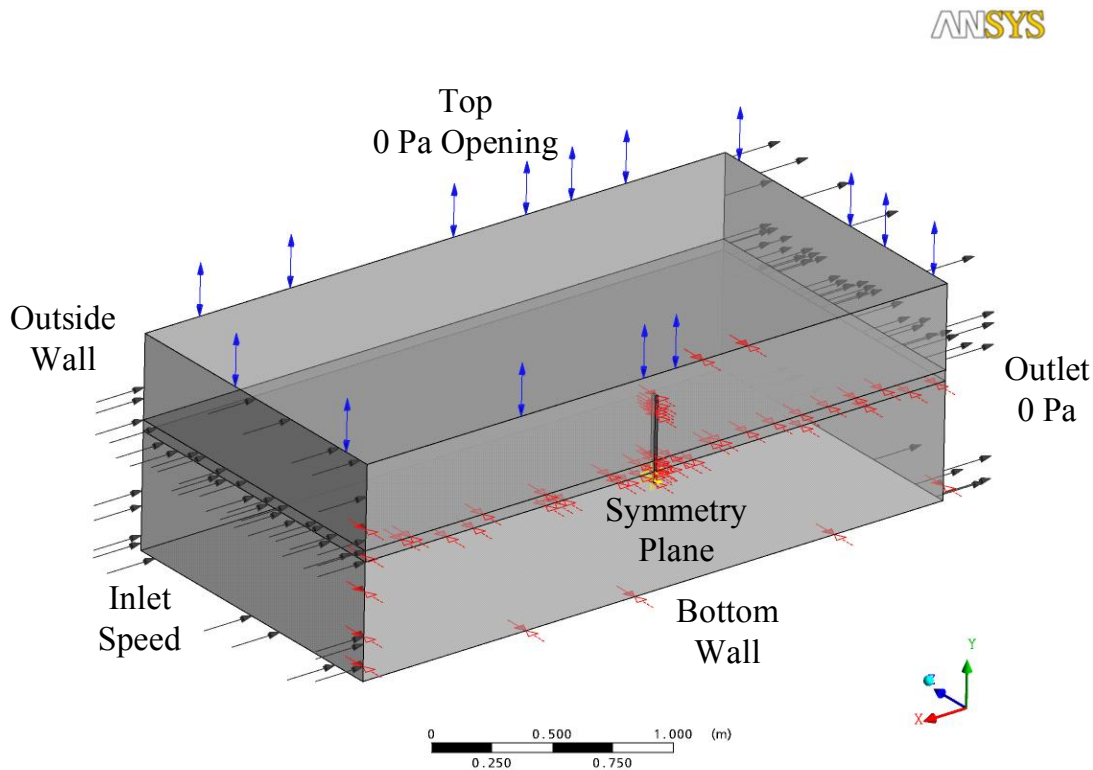 ANSYS
Top
0 Pa Opening
Outside
Wall
Outlet
0 Pa
Symmetry
Plane
Inlet
Speed
Bottom
Wall
Y
X
0 0.500 1.000 (m)
0.250 0.750